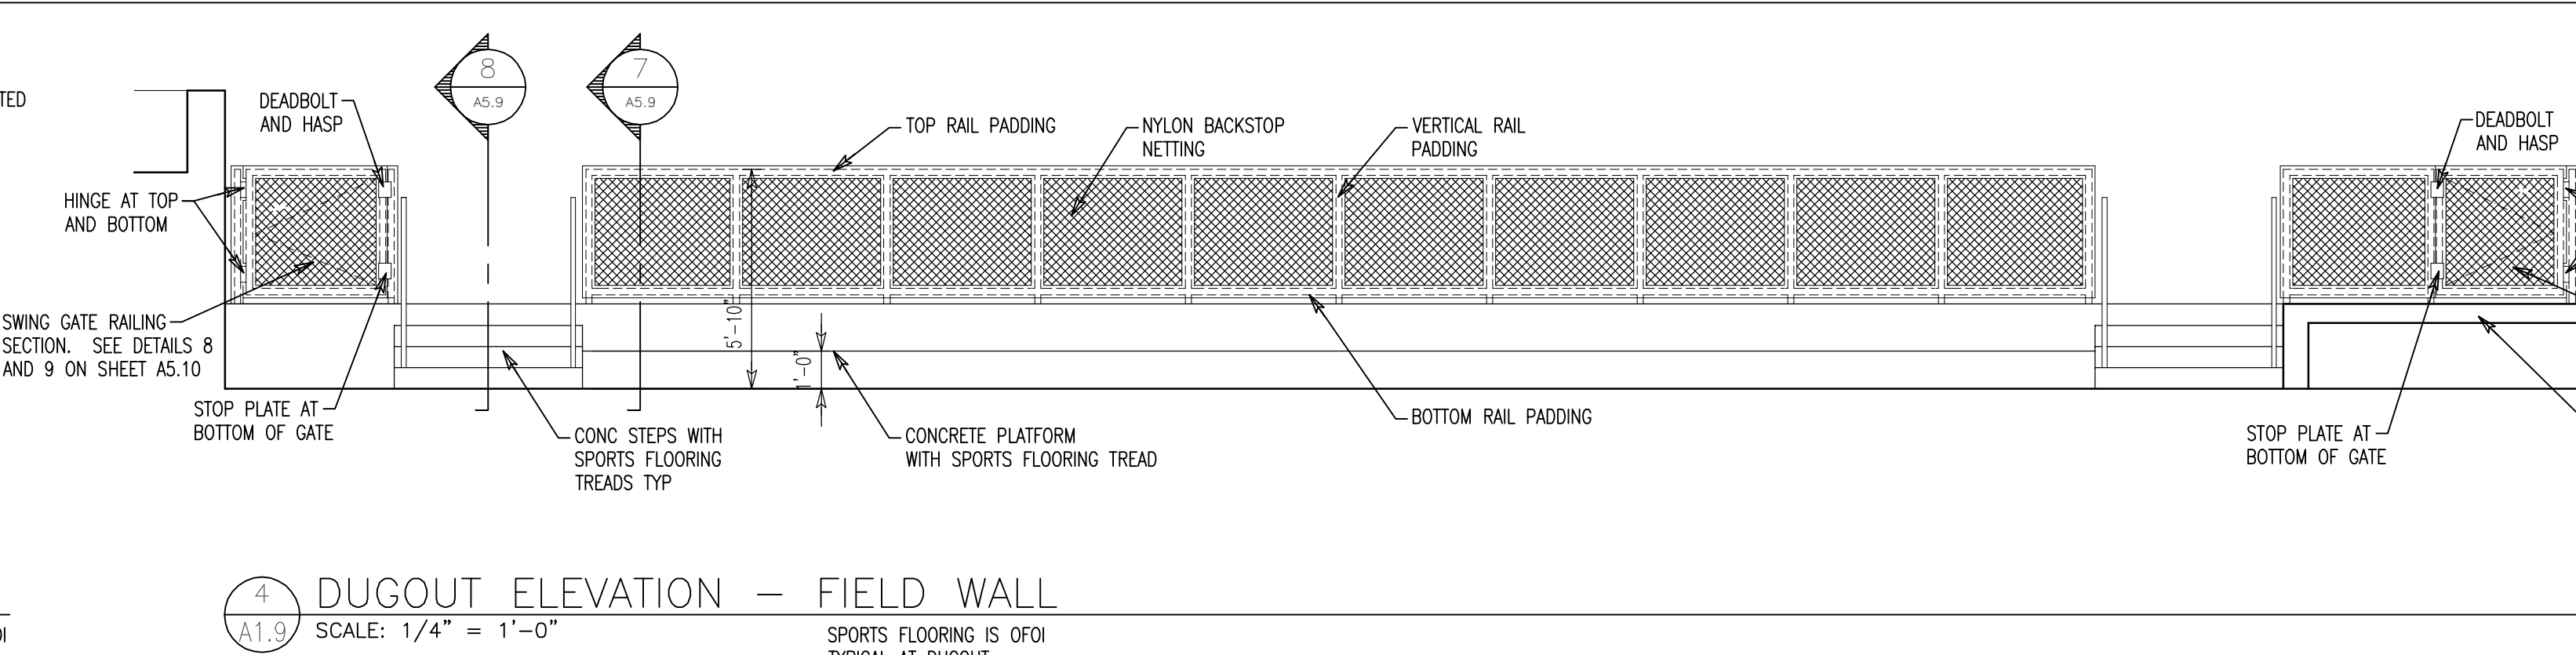 TED
8
A5.9
7
A5.9
DEADBOLT
AND HASP
TOP RAIL PADDING
NYLON BACKSTOP
NETTING
VERTICAL RAIL
PADDING
DEADBOLT
AND HASP
HINGE AT TOP
AND BOTTOM
SWING GATE RAILING
SECTION. SEE DETAILS 8
AND 9 ON SHEET A5.10
5'-10"
1'-0"
STOP PLATE AT
BOTTOM OF GATE
CONC STEPS WITH
SPORTS FLOORING
TREADS TYP
CONCRETE PLATFORM
WITH SPORTS FLOORING TREAD
BOTTOM RAIL PADDING
STOP PLATE AT
BOTTOM OF GATE
4
A1.9
DUGOUT ELEVATION - FIELD WALL
SCALE: 1/4" = 1'-0"
SPORTS FLOORING IS OFOI
TYPICAL AT DUGOUT